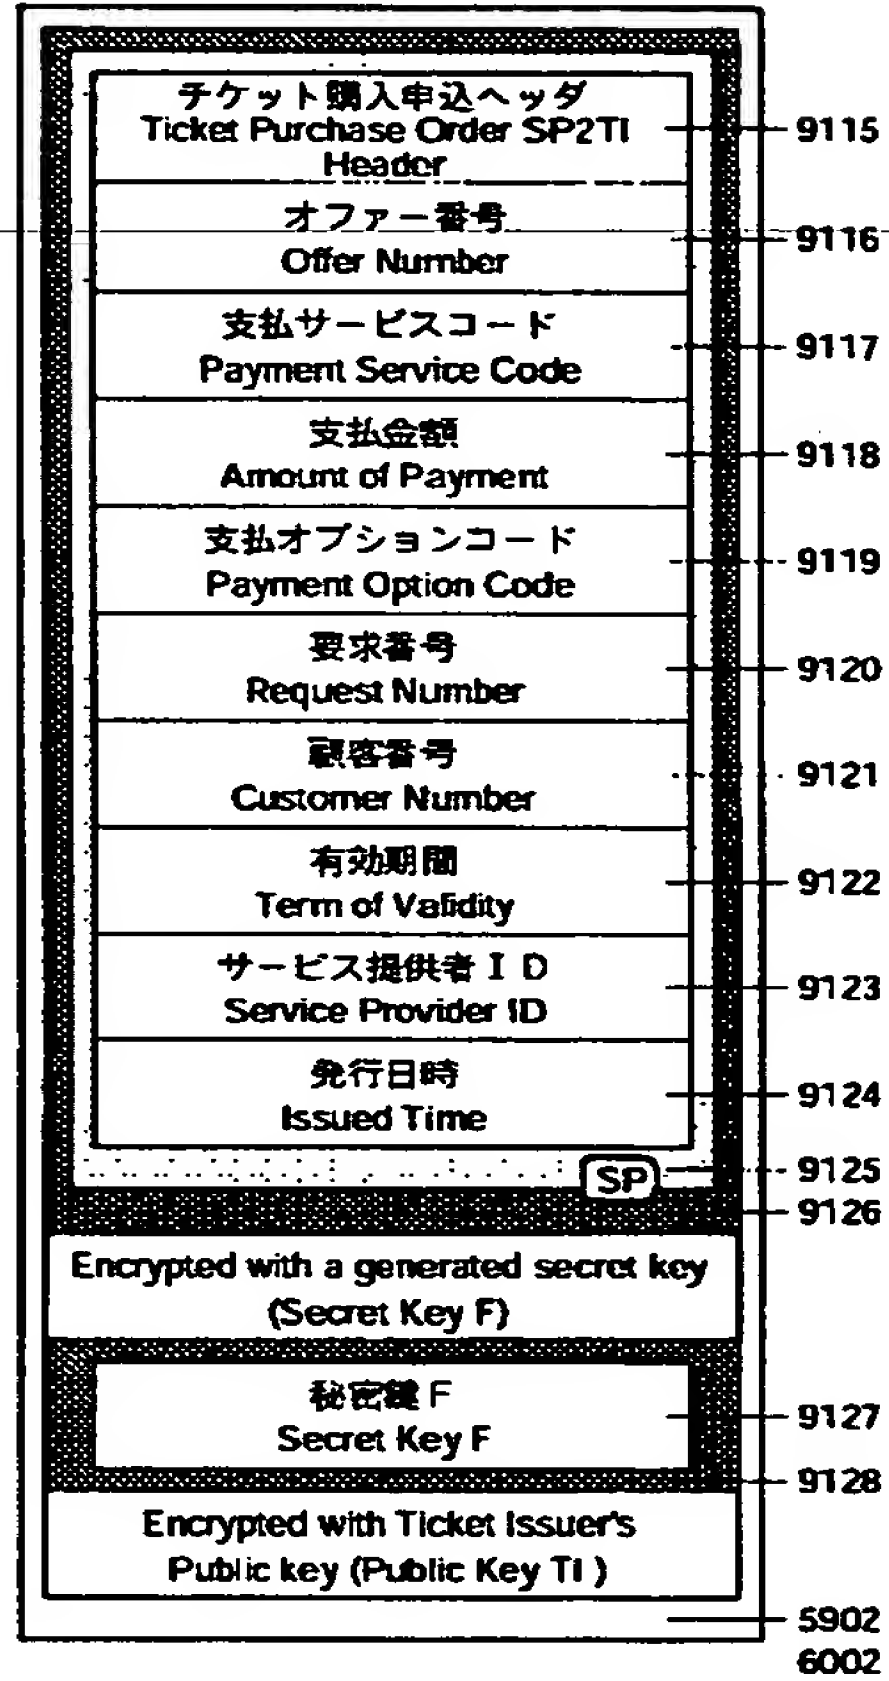 チケット購入申込ヘッダ
Ticket Purchase Order SP2TI
Header
9115
オファー番号
Offer Number
9116
支払サービスコード
Payment Service Code
9117
支払金額
Amount of Payment
9118
支払オプションコード
Payment Option Code
9119
要求番号
Request Number
9120
顧客番号
Customer Number
9121
有効期間
Term of Validity
9122
サービス提供者ID
Service Provider ID
9123
発行日時
Issued Time
9124
SP
9125
9126
Encrypted with a generated secret key
(Secret Key F)
秘密鍵F
Secret Key F
9127
9128
Encrypted with Ticket Issuer's
Public key (Public Key TI )
5902
6002